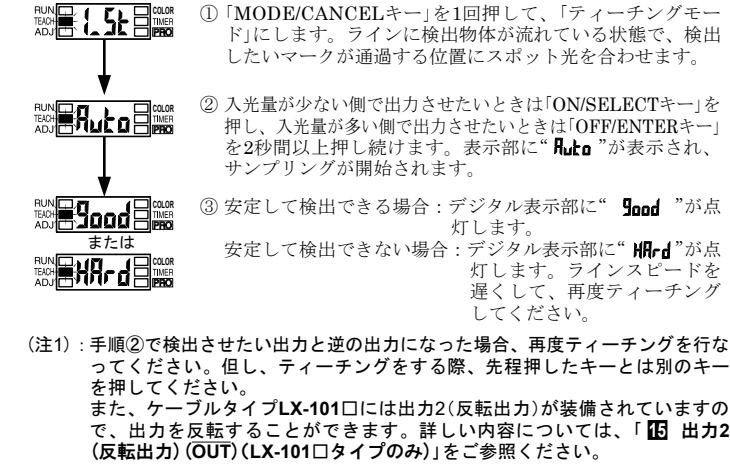 RUN
TEACH
ADJ
1_St
COLOR
TIMER
PRO
① 「MODE/CANCELキー」を1回押して、「ティーチングモー
ド」にします。ラインに検出物体が流れている状態で、検出
したいマークが通過する位置にスポット光を合わせます。
RUN
TEACH
ADJ
Auto
COLOR
TIMER
PRO
② 入光量が少ない側で出力させたいときは「ON/SELECTキー」を
押し、入光量が多い側で出力させたいときは「OFF/ENTERキー」
を2秒間以上押し続けます。表示部に“ Auto ”が表示され、
サンプリングが開始されます。
RUN
TEACH
ADJ
good
COLOR
TIMER
PRO
または
RUN
TEACH
ADJ
HArd
COLOR
TIMER
PRO
③ 安定して検出できる場合：デジタル表示部に“ good ”が点
灯します。
安定して検出できない場合：デジタル表示部に“ HArd ”が点
灯します。ラインスピードを
遅くして、再度ティーチング
してください。
(注1)：手順②で検出させたい出力と逆の出力になった場合、再度ティーチングを行な
ってください。但し、ティーチングをする際、先程押したキーとは別のキー
を押してください。
また、ケーブルタイプLX-101□には出力2(反転出力)が装備されていますの
で、出力を反転することができます。詳しい内容については、「 15 出力2
(反転出力)(OUT)(LX-101□タイプのみ)」をご参照ください。